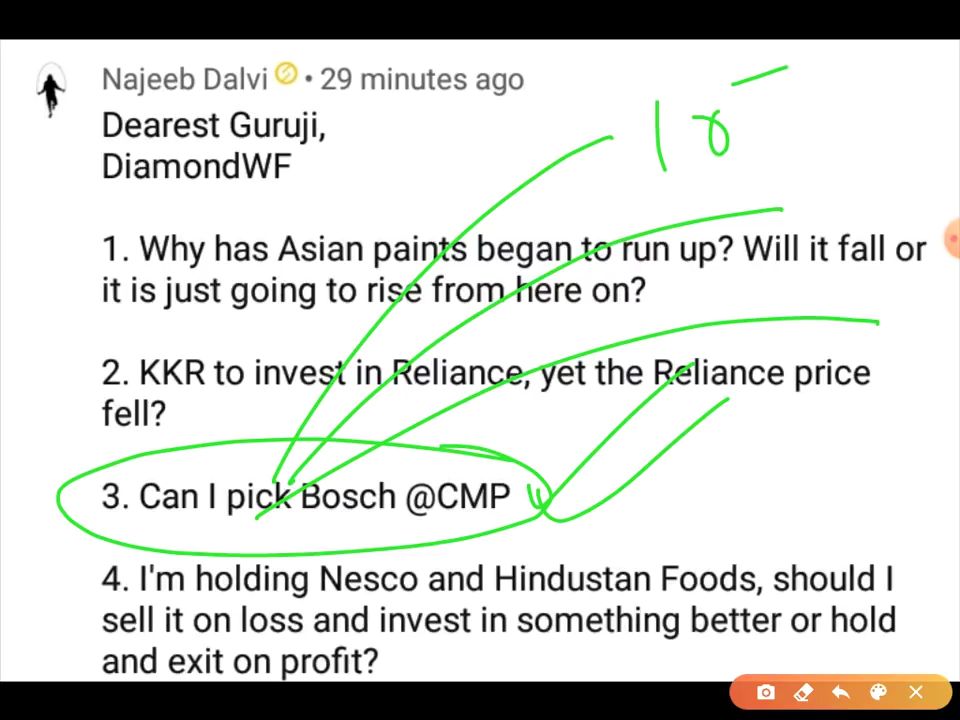 Najeeb Dalvi • 29 minutes ago
Dearest Guruji,
DiamondWF
1. Why has Asian paints began to run up? Will it fall or
it is just going to rise from here on?
2. KKR to invest in Reliance, yet the Reliance price
fell?
3. Can I pick Bosch @CMP
4. I'm holding Nesco and Hindustan Foods, should I
sell it on loss and invest in something better or hold
and exit on profit?